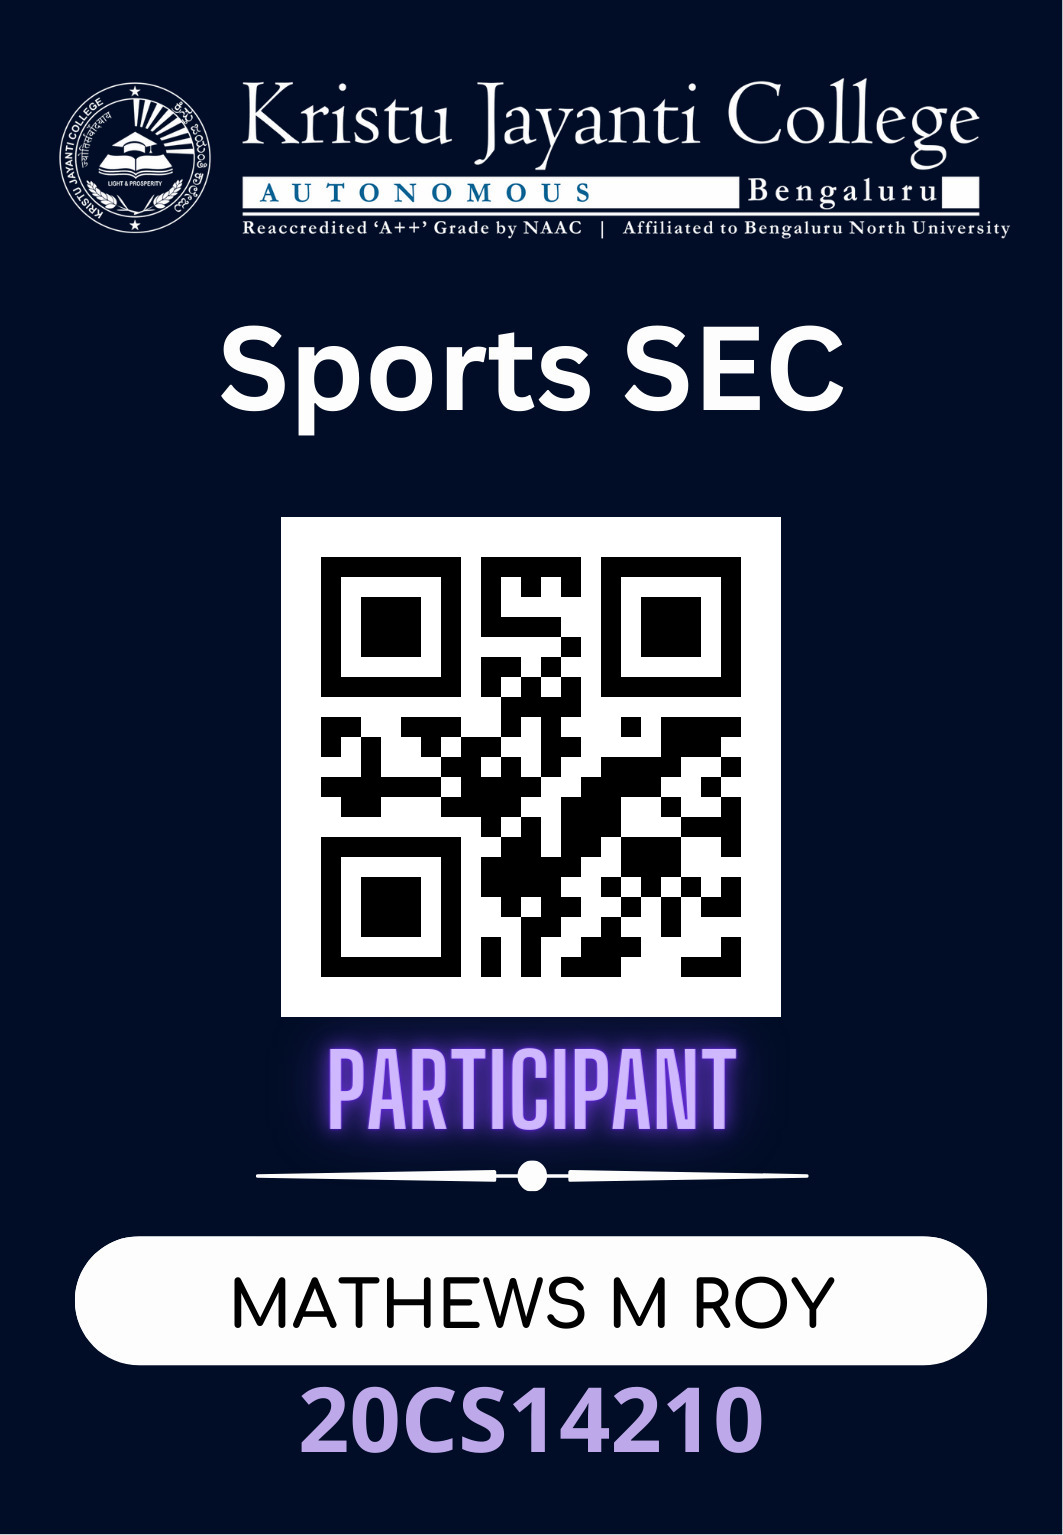 Kristu Jayanti College
AUTONOMOUS Bengaluru
Reaccredited ‘A++’ Grade by NAAC | Affiliated to Bengaluru North University
KRISTU JAYANTI COLLEGE
ಕ್ರಿಸ್ತು ಜಯಂತಿ ಕಾಲೇಜು
LIGHT & PROSPERITY
Sports SEC
PARTICIPANT
MATHEWS M ROY
20CS14210